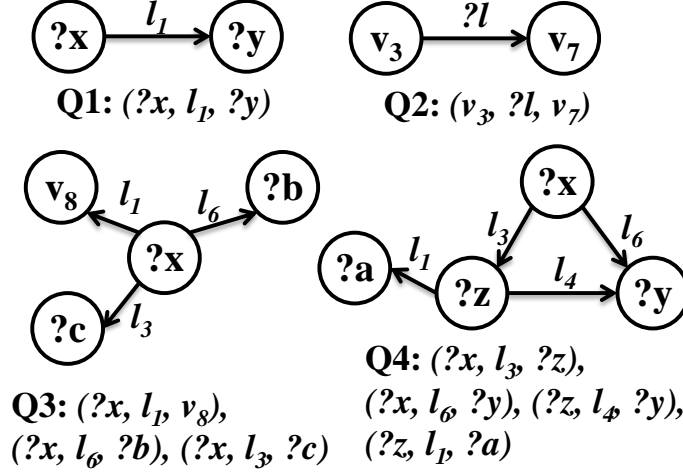 ?x l₁ ?y
Q1: (?x, l₁, ?y)
v₃ ?l v₇
Q2: (v₃, ?l, v₇)
v₈ l₁ l₆ ?b
?x
l₃
?c
Q3: (?x, l₁, v₈),
(?x, l₆, ?b), (?x, l₃, ?c)
?x
l₃ l₆
?a l₁ ?z l₄ ?y
Q4: (?x, l₃, ?z),
(?x, l₆, ?y), (?z, l₄, ?y),
(?z, l₁, ?a)